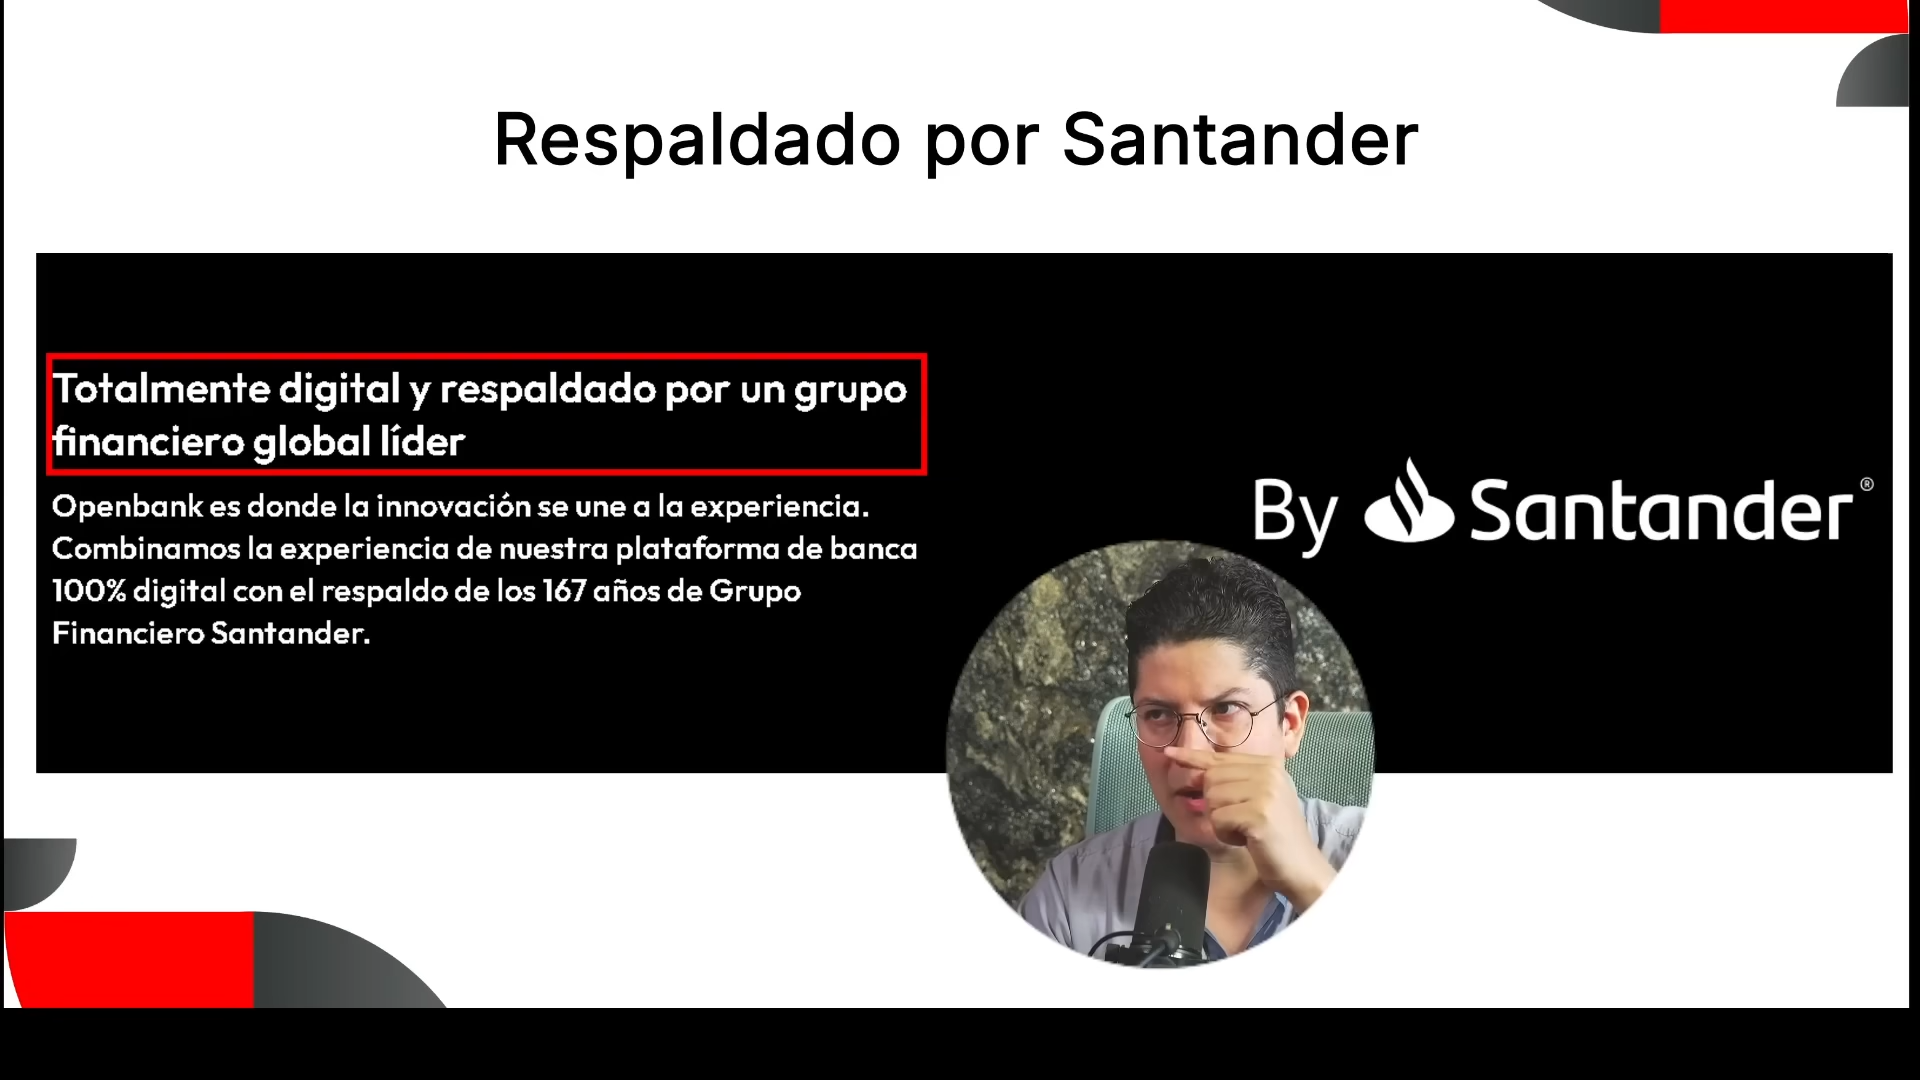 Respaldado por Santander
Totalmente digital y respaldado por un grupo
financiero global líder
Openbank es donde la innovación se une a la experiencia.
Combinamos la experiencia de nuestra plataforma de banca
100% digital con el respaldo de los 167 años de Grupo
Financiero Santander.
By Santander®